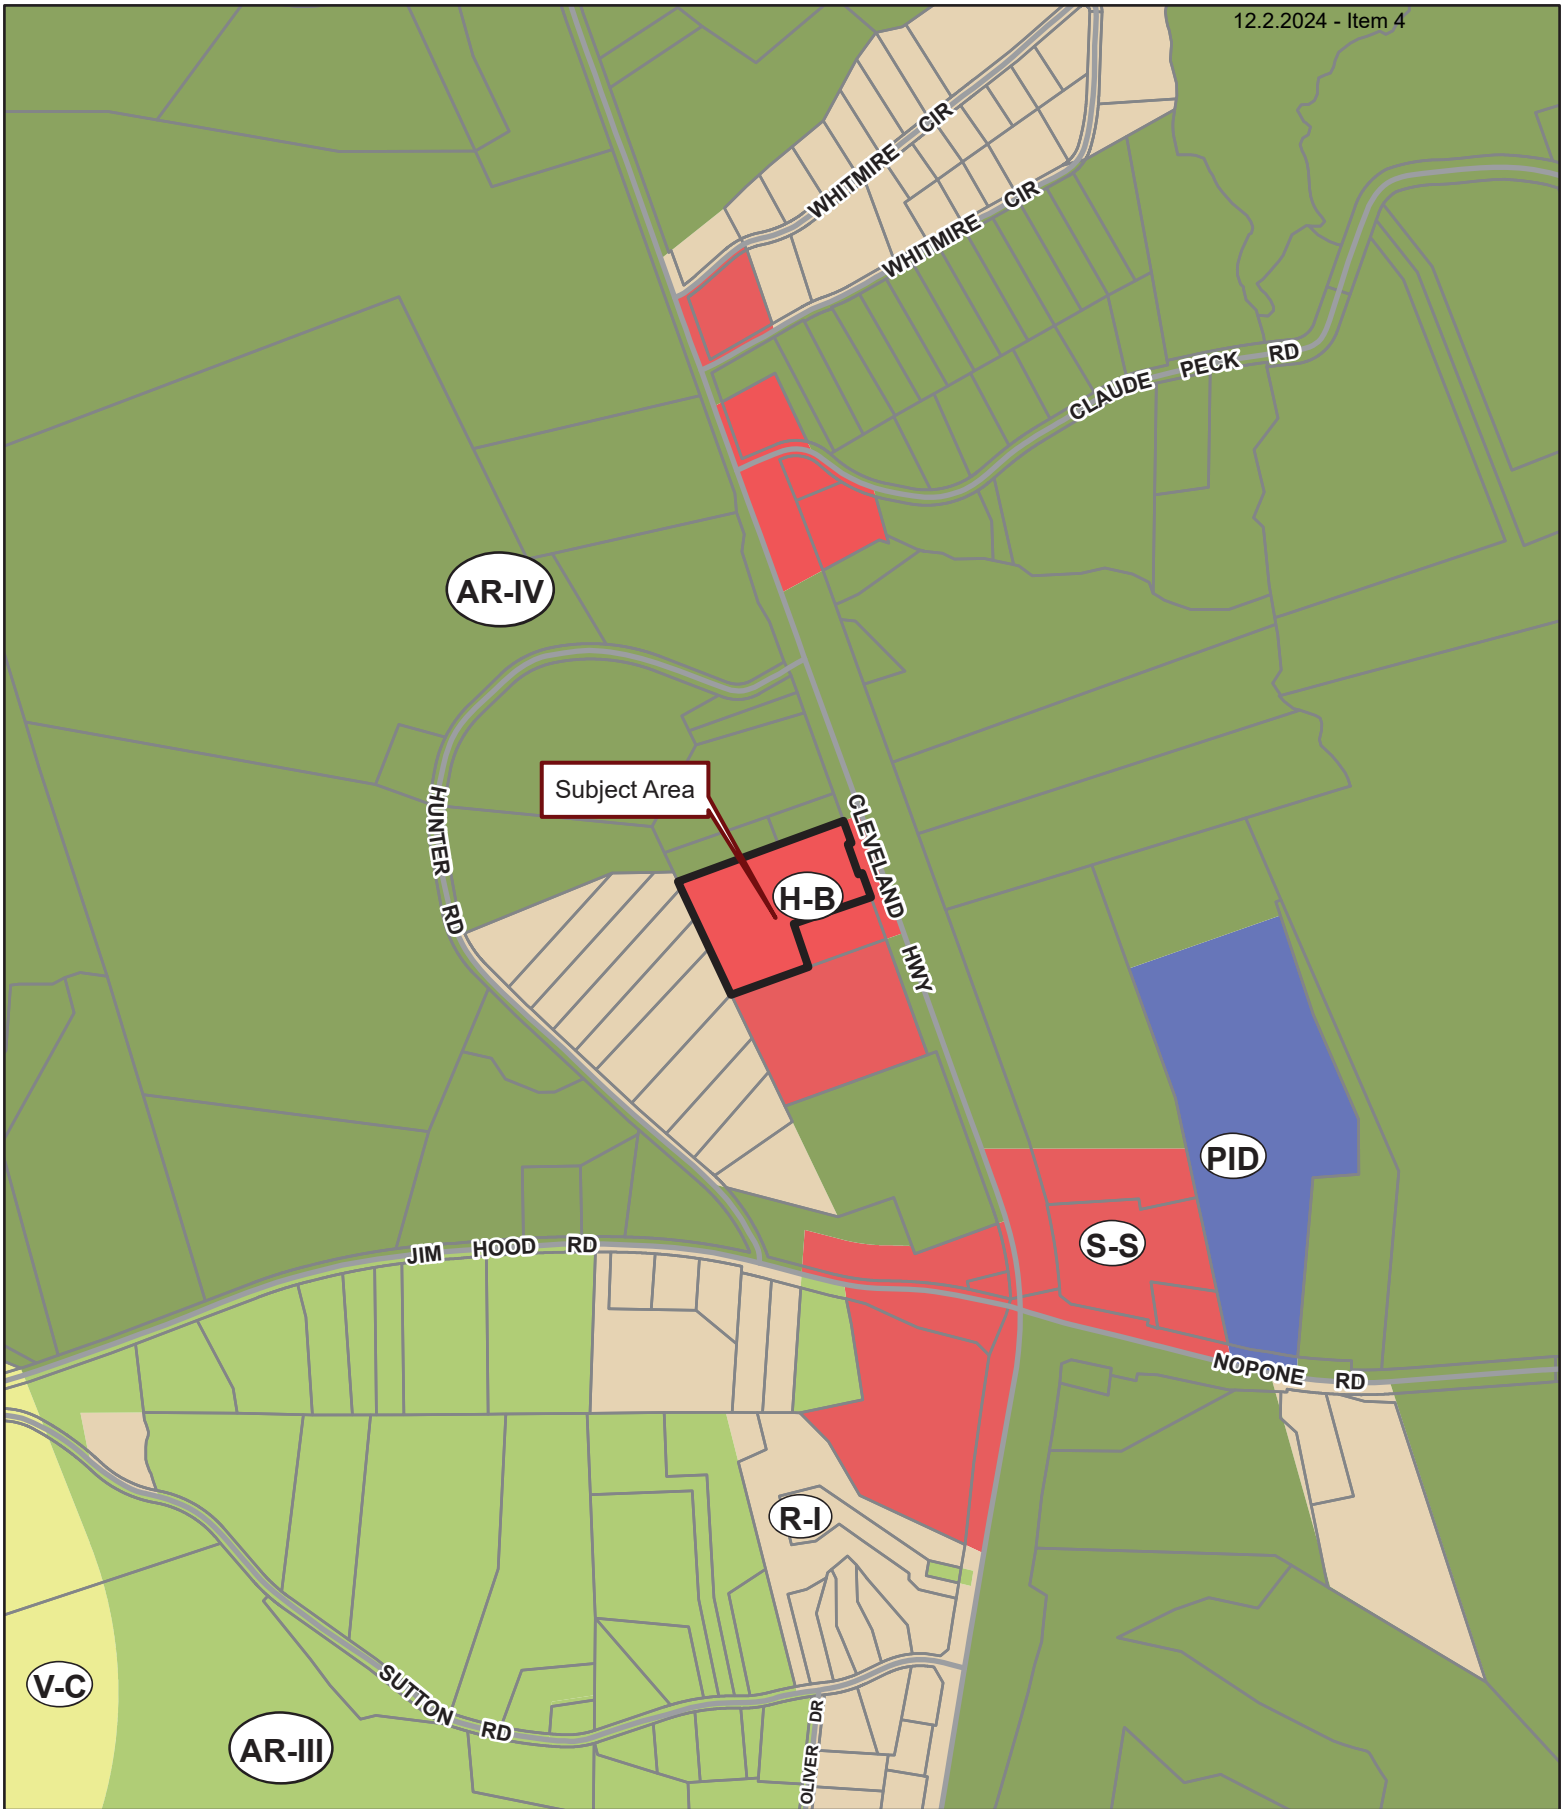 12.2.2024 - Item 4
WHITMIRE CIR
WHITMIRE CIR
CLAUDE PECK RD
AR-IV
Subject Area
HUNTER RD
CLEVELAND HWY
H-B
PID
S-S
JIM HOOD RD
NOPONE RD
R-I
V-C
SUTTON RD
OLIVER DR
AR-III